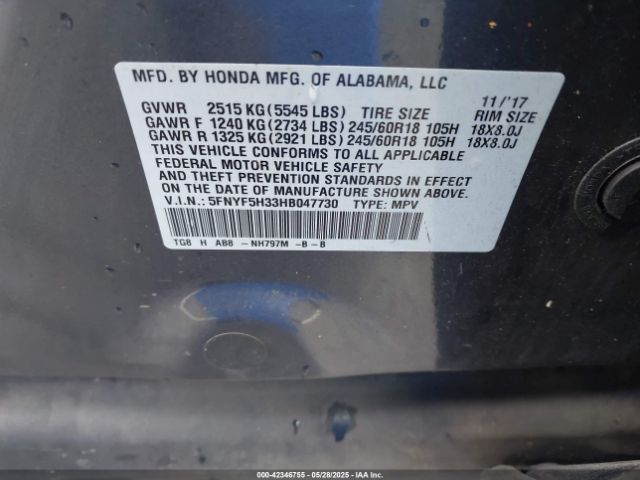 MFD. BY HONDA MFG. OF ALABAMA, LLC
11/'17
GVWR 2515 KG (5545 LBS) TIRE SIZE RIM SIZE
GAWR F 1240 KG (2734 LBS) 245/60R18 105H 18X8.0J
GAWR R 1325 KG (2921 LBS) 245/60R18 105H 18X8.0J
THIS VEHICLE CONFORMS TO ALL APPLICABLE
FEDERAL MOTOR VEHICLE SAFETY
AND THEFT PREVENTION STANDARDS IN EFFECT
ON THE DATE OF MANUFACTURE SHOWN ABOVE.
V.I.N.: 5FNYF5H33HB047730 TYPE: MPV
TG8 H AB8 - NH797M -B - B
000-42346755 - 05/28/2025 - IAAI.com - Copyright